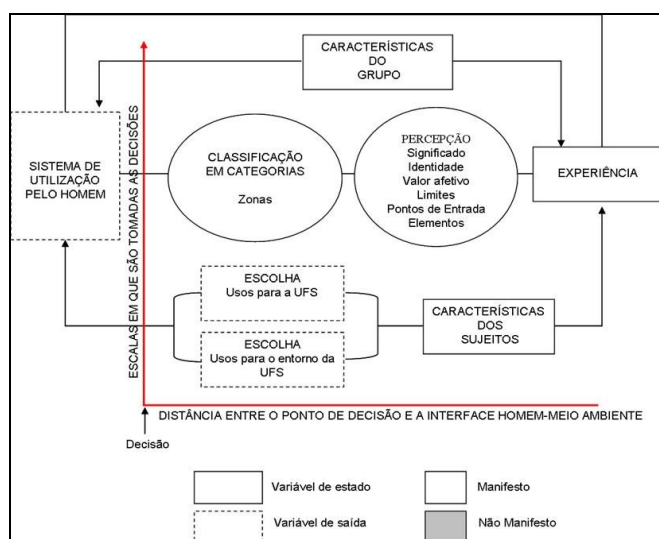 CARACTERÍSTICAS
DO
GRUPO
ESCALAS EM QUE SÃO TOMADAS AS DECISÕES
SISTEMA DE
UTILIZAÇÃO
PELO HOMEM
CLASSIFICAÇÃO
EM CATEGORIAS
Zonas
PERCEPÇÃO
Significado
Identidade
Valor afetivo
Limites
Pontos de Entrada
Elementos
EXPERIÊNCIA
ESCOLHA
Usos para a UFS
ESCOLHA
Usos para o entorno da
UFS
CARACTERÍSTICAS
DOS
SUJEITOS
DISTÂNCIA ENTRE O PONTO DE DECISÃO E A INTERFACE HOMEM-MEIO AMBIENTE
Decisão
Variável de estado
Manifesto
Variável de saída
Não Manifesto